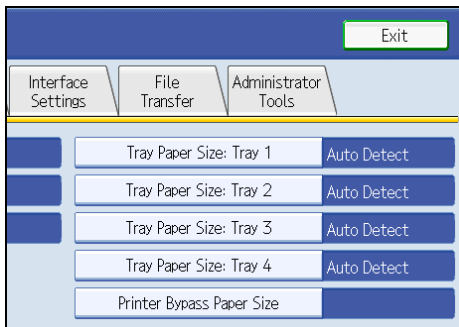 Exit
Interface Settings
File Transfer
Administrator Tools
Tray Paper Size: Tray 1 Auto Detect
Tray Paper Size: Tray 2 Auto Detect
Tray Paper Size: Tray 3 Auto Detect
Tray Paper Size: Tray 4 Auto Detect
Printer Bypass Paper Size